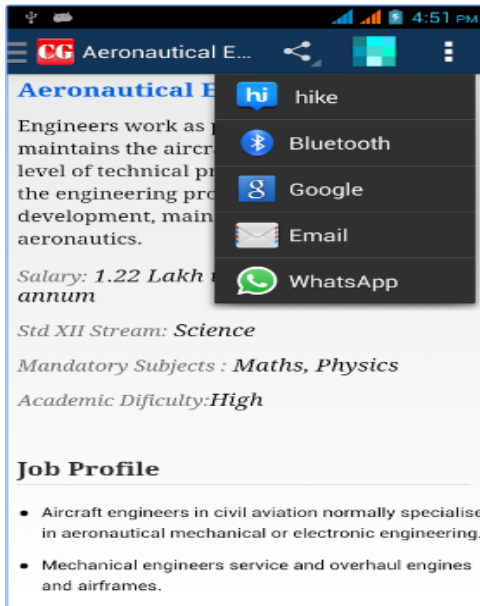 4:51 PM
CG Aeronautical E...
hike
Bluetooth
Google
Email
WhatsApp
Aeronautical E
Engineers work as
maintains the aircr
level of technical pr
the engineering pro
development, main
aeronautics.
Salary: 1.22 Lakh
annum
Std XII Stream: Science
Mandatory Subjects : Maths, Physics
Academic Dificulty:High
Job Profile
• Aircraft engineers in civil aviation normally specialise
in aeronautical mechanical or electronic engineering.
• Mechanical engineers service and overhaul engines
and airframes.